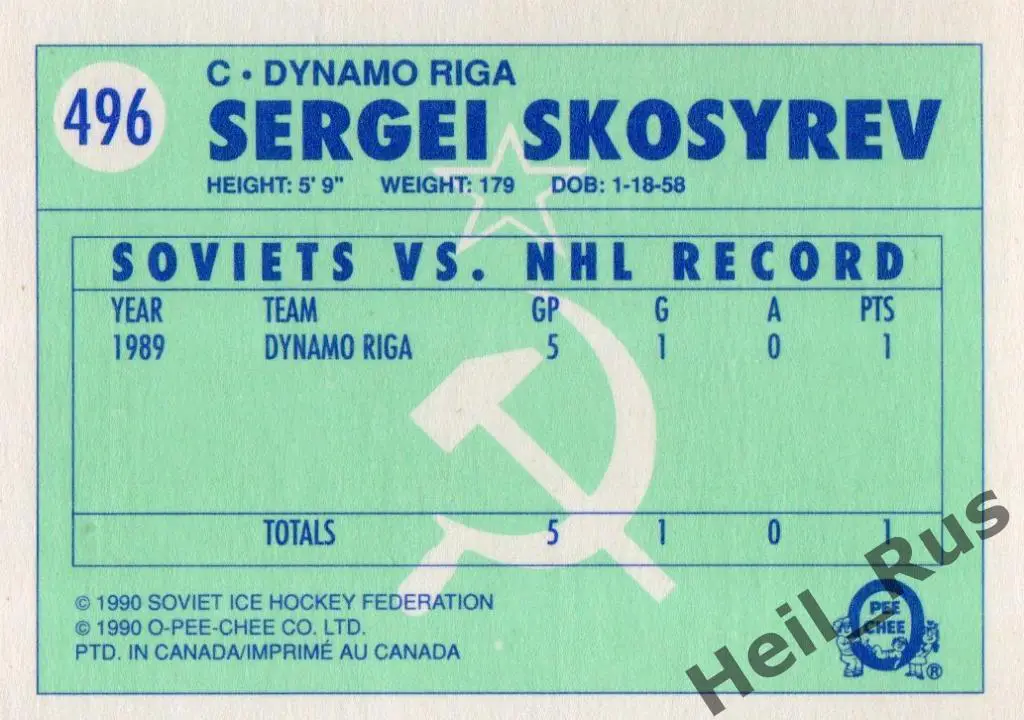 496
C • DYNAMO RIGA
SERGEI SKOSYREV
HEIGHT: 5' 9" WEIGHT: 179 DOB: 1-18-58
SOVIETS VS. NHL RECORD
YEAR TEAM GP G A PTS
1989 DYNAMO RIGA 5 1 0 1
TOTALS 5 1 0 1
© 1990 SOVIET ICE HOCKEY FEDERATION
© 1990 O-PEE-CHEE CO. LTD.
PTD. IN CANADA/IMPRIMÉ AU CANADA
O PEE CHEE ®
Heil_Rus